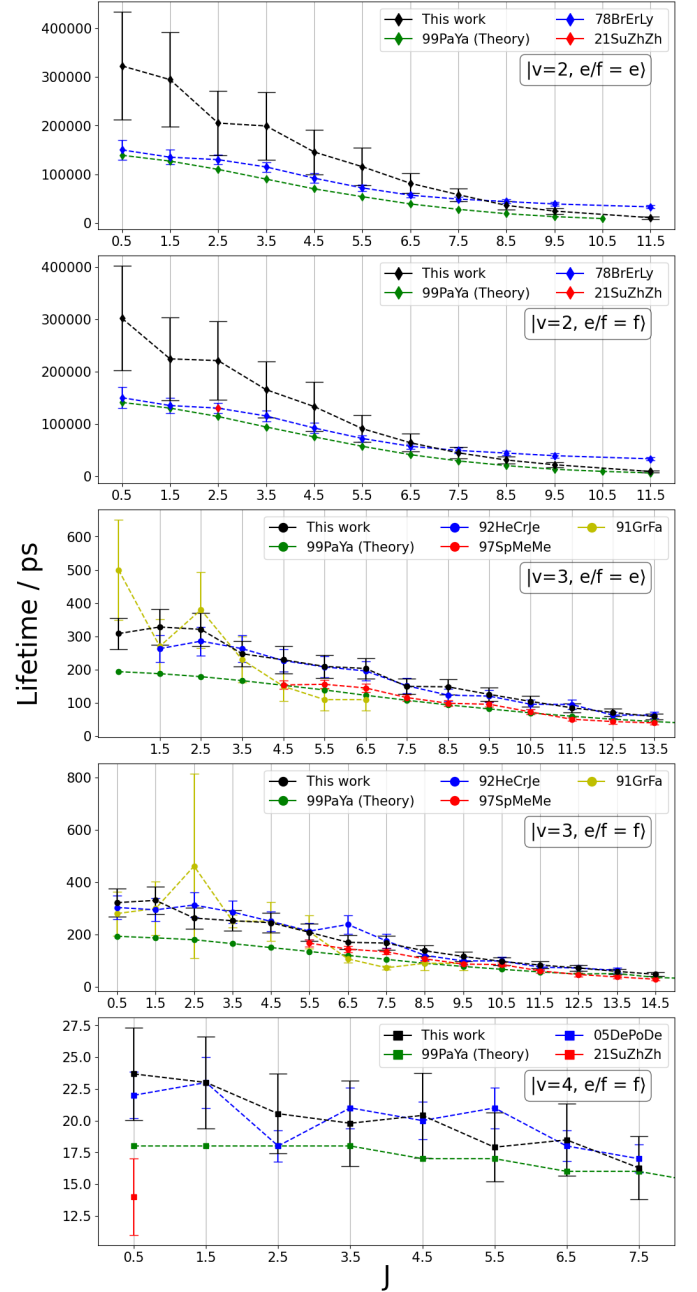 This work 78BrErLy
99PaYa (Theory) 21SuZhZh
|v=2, e/f = e⟩
400000
300000
200000
100000
0
0.5 1.5 2.5 3.5 4.5 5.5 6.5 7.5 8.5 9.5 10.5 11.5
This work 78BrErLy
99PaYa (Theory) 21SuZhZh
|v=2, e/f = f⟩
400000
300000
200000
100000
0
0.5 1.5 2.5 3.5 4.5 5.5 6.5 7.5 8.5 9.5 10.5 11.5
Lifetime / ps
This work 92HeCrJe 91GrFa
99PaYa (Theory) 97SpMeMe
|v=3, e/f = e⟩
600
500
400
300
200
100
0
1.5 2.5 3.5 4.5 5.5 6.5 7.5 8.5 9.5 10.5 11.5 12.5 13.5
This work 92HeCrJe 91GrFa
99PaYa (Theory) 97SpMeMe
|v=3, e/f = f⟩
800
600
400
200
0
0.5 1.5 2.5 3.5 4.5 5.5 6.5 7.5 8.5 9.5 10.5 11.5 12.5 13.5 14.5
This work 05DePoDe
99PaYa (Theory) 21SuZhZh
|v=4, e/f = f⟩
27.5
25.0
22.5
20.0
17.5
15.0
12.5
0.5 1.5 2.5 3.5 4.5 5.5 6.5 7.5
J